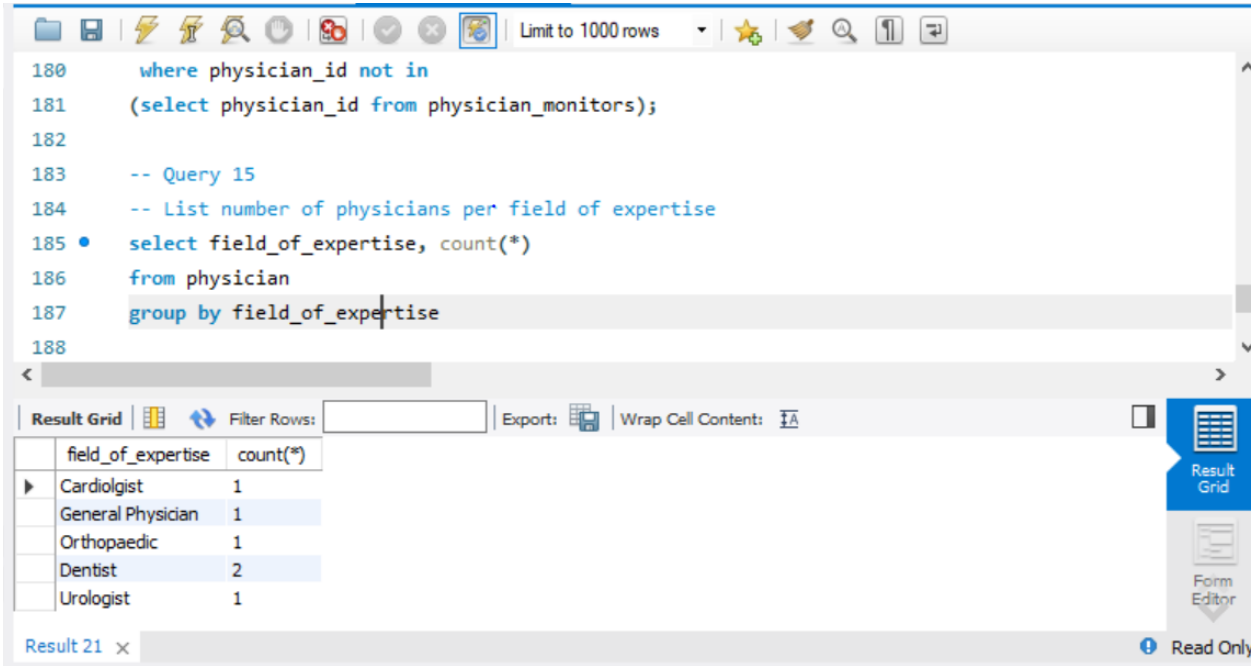 Limit to 1000 rows
180 where physician_id not in
181 (select physician_id from physician_monitors);
182
183 -- Query 15
184 -- List number of physicians per field of expertise
185 select field_of_expertise, count(*)
186 from physician
187 group by field_of_expertise
188
Result Grid Filter Rows: Export: Wrap Cell Content: IA
field_of_expertise count(*)
Cardiolgist 1
General Physician 1
Orthopaedic 1
Dentist 2
Urologist 1
Result
Grid
Form
Editor
Result 21 × Read Only